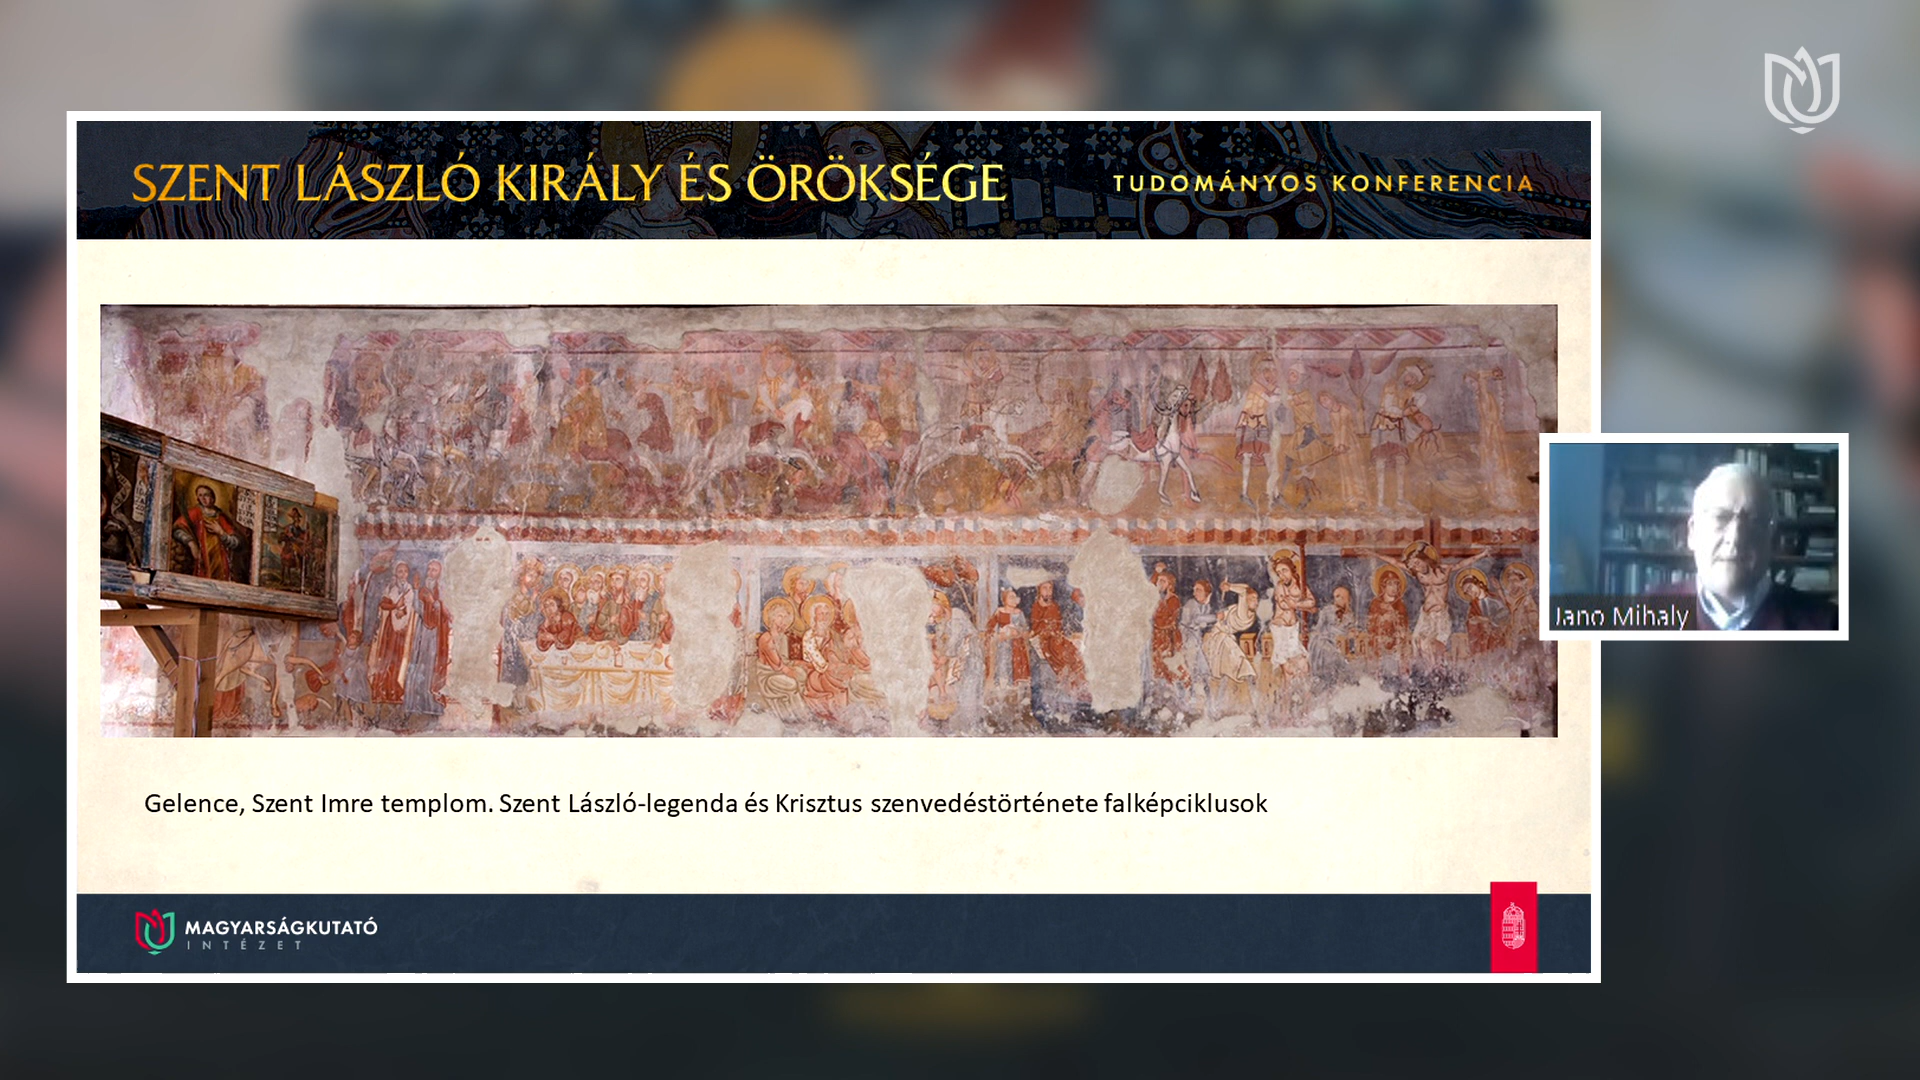 SZENT LÁSZLÓ KIRÁLY ÉS ÖRÖKSÉGE
TUDOMÁNYOS KONFERENCIA
Jano Mihaly
Gelence, Szent Imre templom. Szent László-legenda és Krisztus szenvedéstörténete falképciklusok
MAGYARSÁGKUTATÓ
INTÉZET